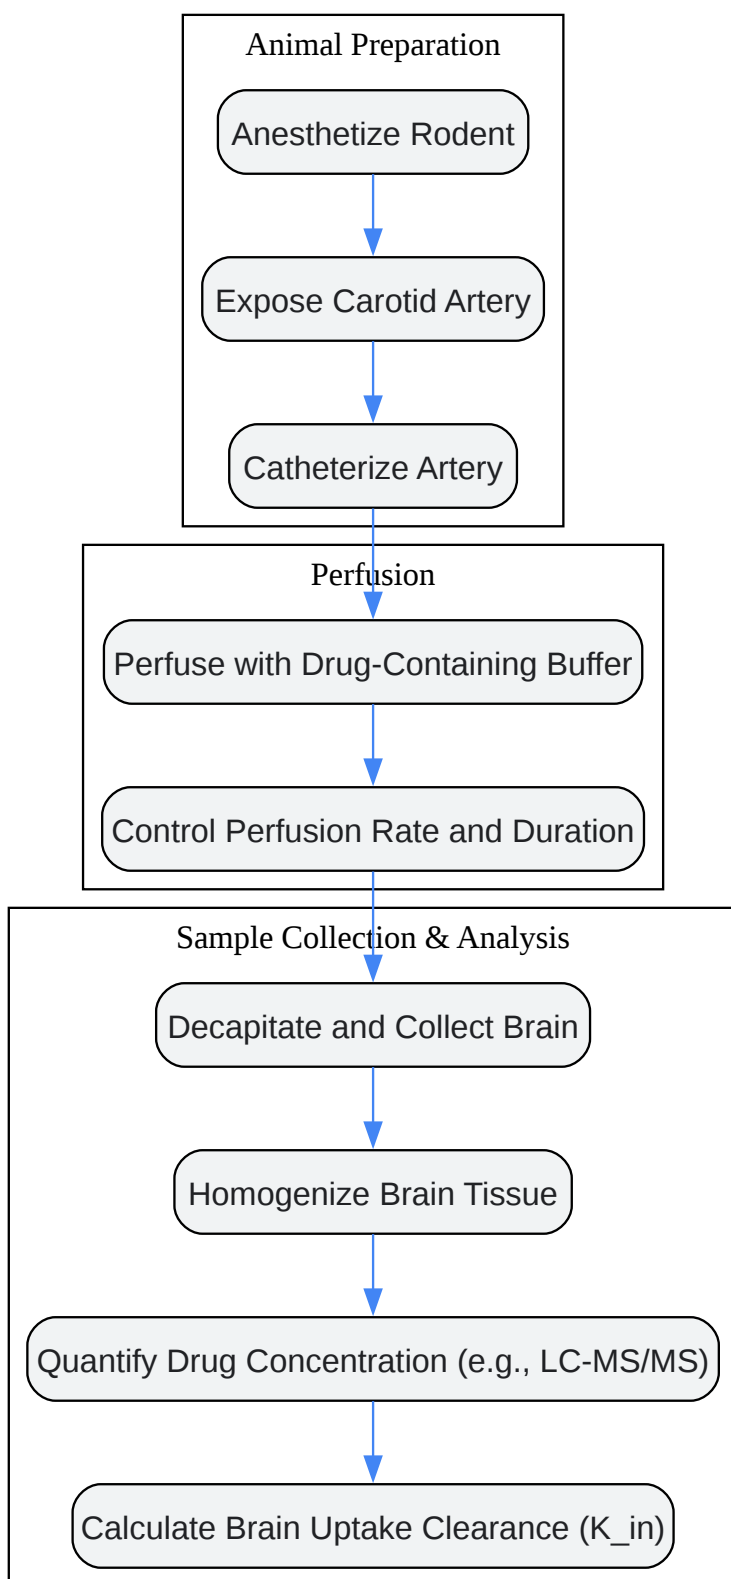 Animal Preparation
Anesthetize Rodent
Expose Carotid Artery
Catheterize Artery
Perfusion
Perfuse with Drug-Containing Buffer
Control Perfusion Rate and Duration
Sample Collection & Analysis
Decapitate and Collect Brain
Homogenize Brain Tissue
Quantify Drug Concentration (e.g., LC-MS/MS)
Calculate Brain Uptake Clearance (K_in)